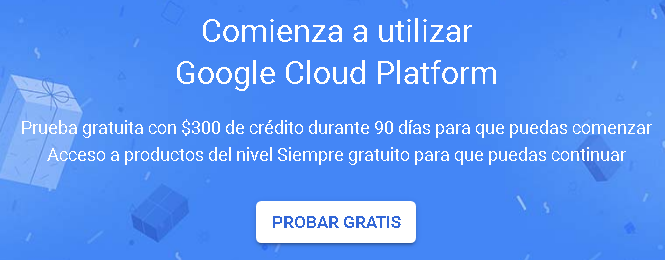 Comienza a utilizar
Google Cloud Platform
Prueba gratuita con $300 de crédito durante 90 días para que puedas comenzar
Acceso a productos del nivel Siempre gratuito para que puedas continuar
PROBAR GRATIS